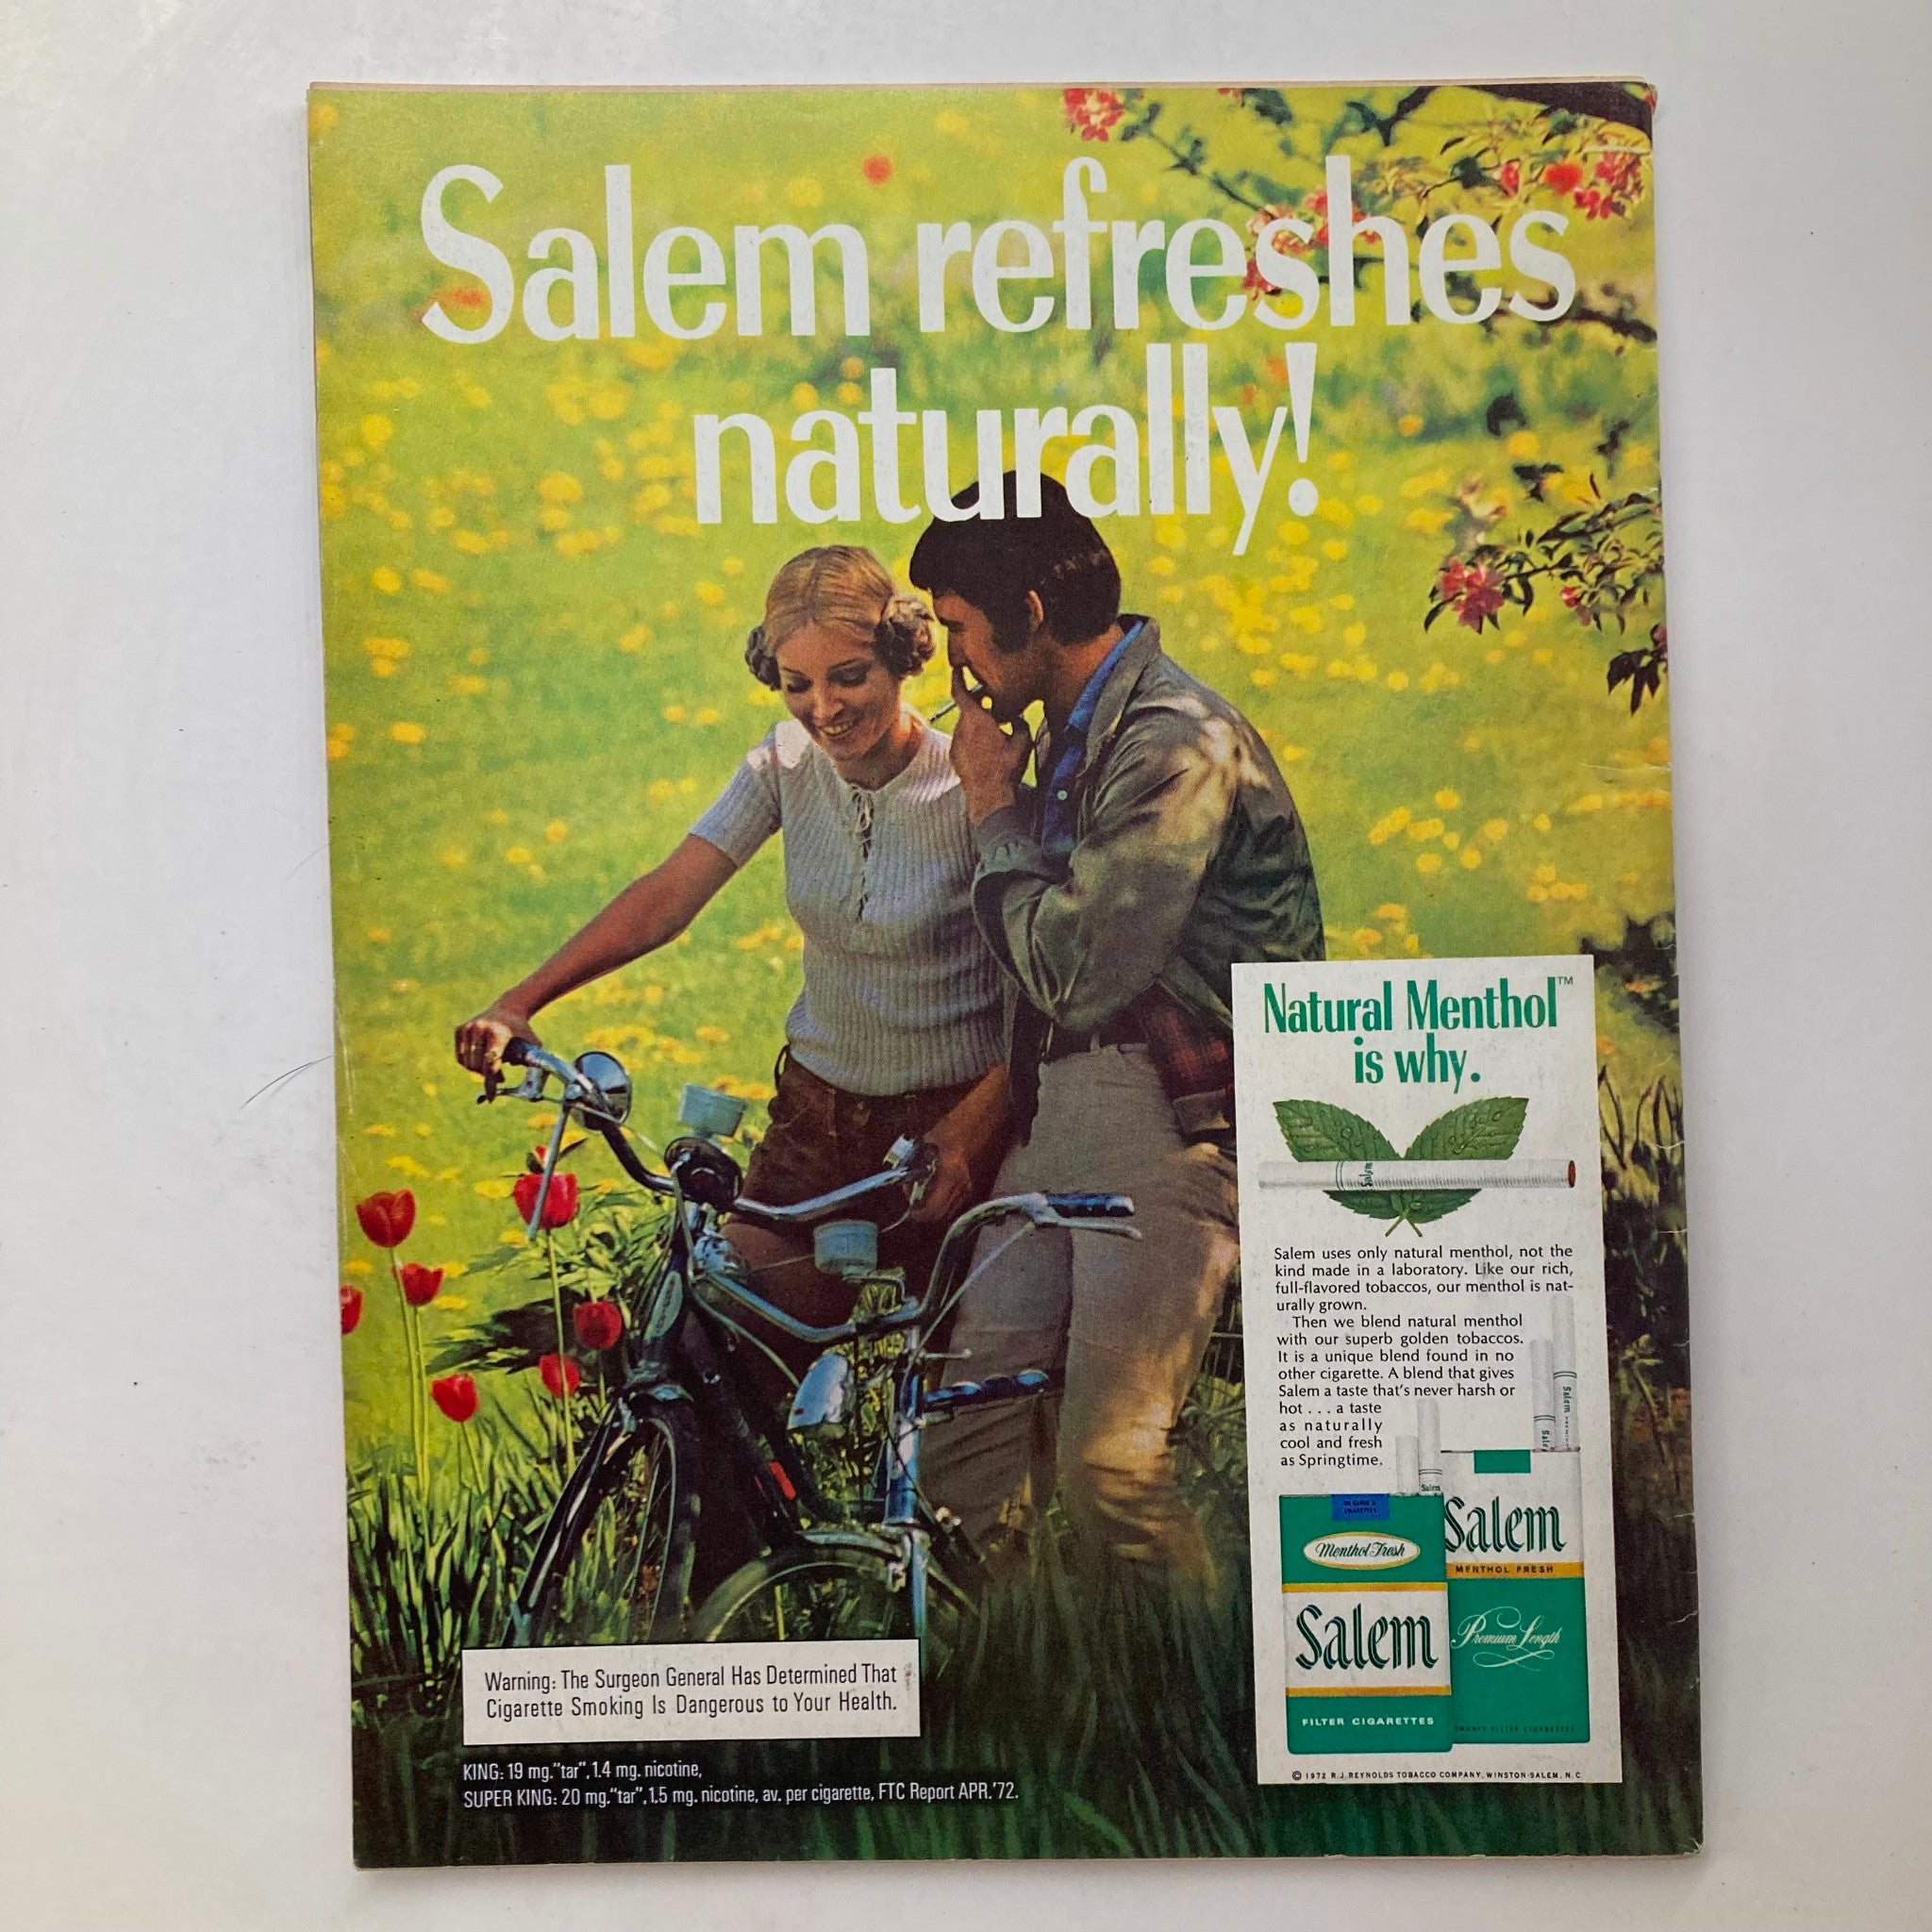 Salem refreshes
naturally!
Natural Menthol™
is why.
Salem
Salem uses only natural menthol, not the
kind made in a laboratory. Like our rich,
full-flavored tobaccos, our menthol is nat-
urally grown.
Then we blend natural menthol
with our superb golden tobaccos.
It is a unique blend found in no
other cigarette. A blend that gives
Salem a taste that's never harsh or
hot . . . a taste
as naturally
cool and fresh
as Springtime.
Salem
Sale
Salem
Menthol Fresh
Salem
FILTER CIGARETTES
Salem
MENTHOL FRESH
Premium Length
FILTER CIGARETTES
© 1972 R.J. REYNOLDS TOBACCO COMPANY, WINSTON-SALEM, N.C.
Warning: The Surgeon General Has Determined That
Cigarette Smoking Is Dangerous to Your Health.
KING: 19 mg."tar", 1.4 mg. nicotine,
SUPER KING: 20 mg."tar", 1.5 mg. nicotine, av. per cigarette, FTC Report APR.'72.